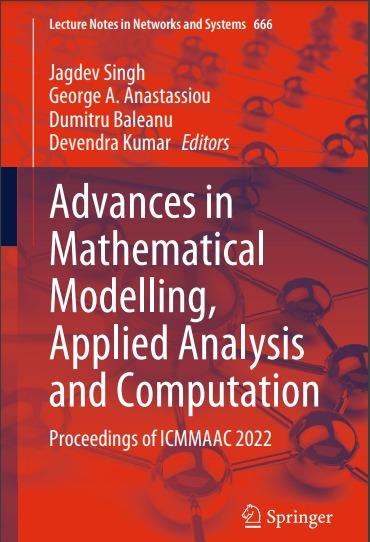 Lecture Notes in Networks and Systems 666
Jagdev Singh
George A. Anastassiou
Dumitru Baleanu
Devendra Kumar Editors
Advances in
Mathematical
Modelling,
Applied Analysis
and Computation
Proceedings of ICMMAAC 2022
Springer